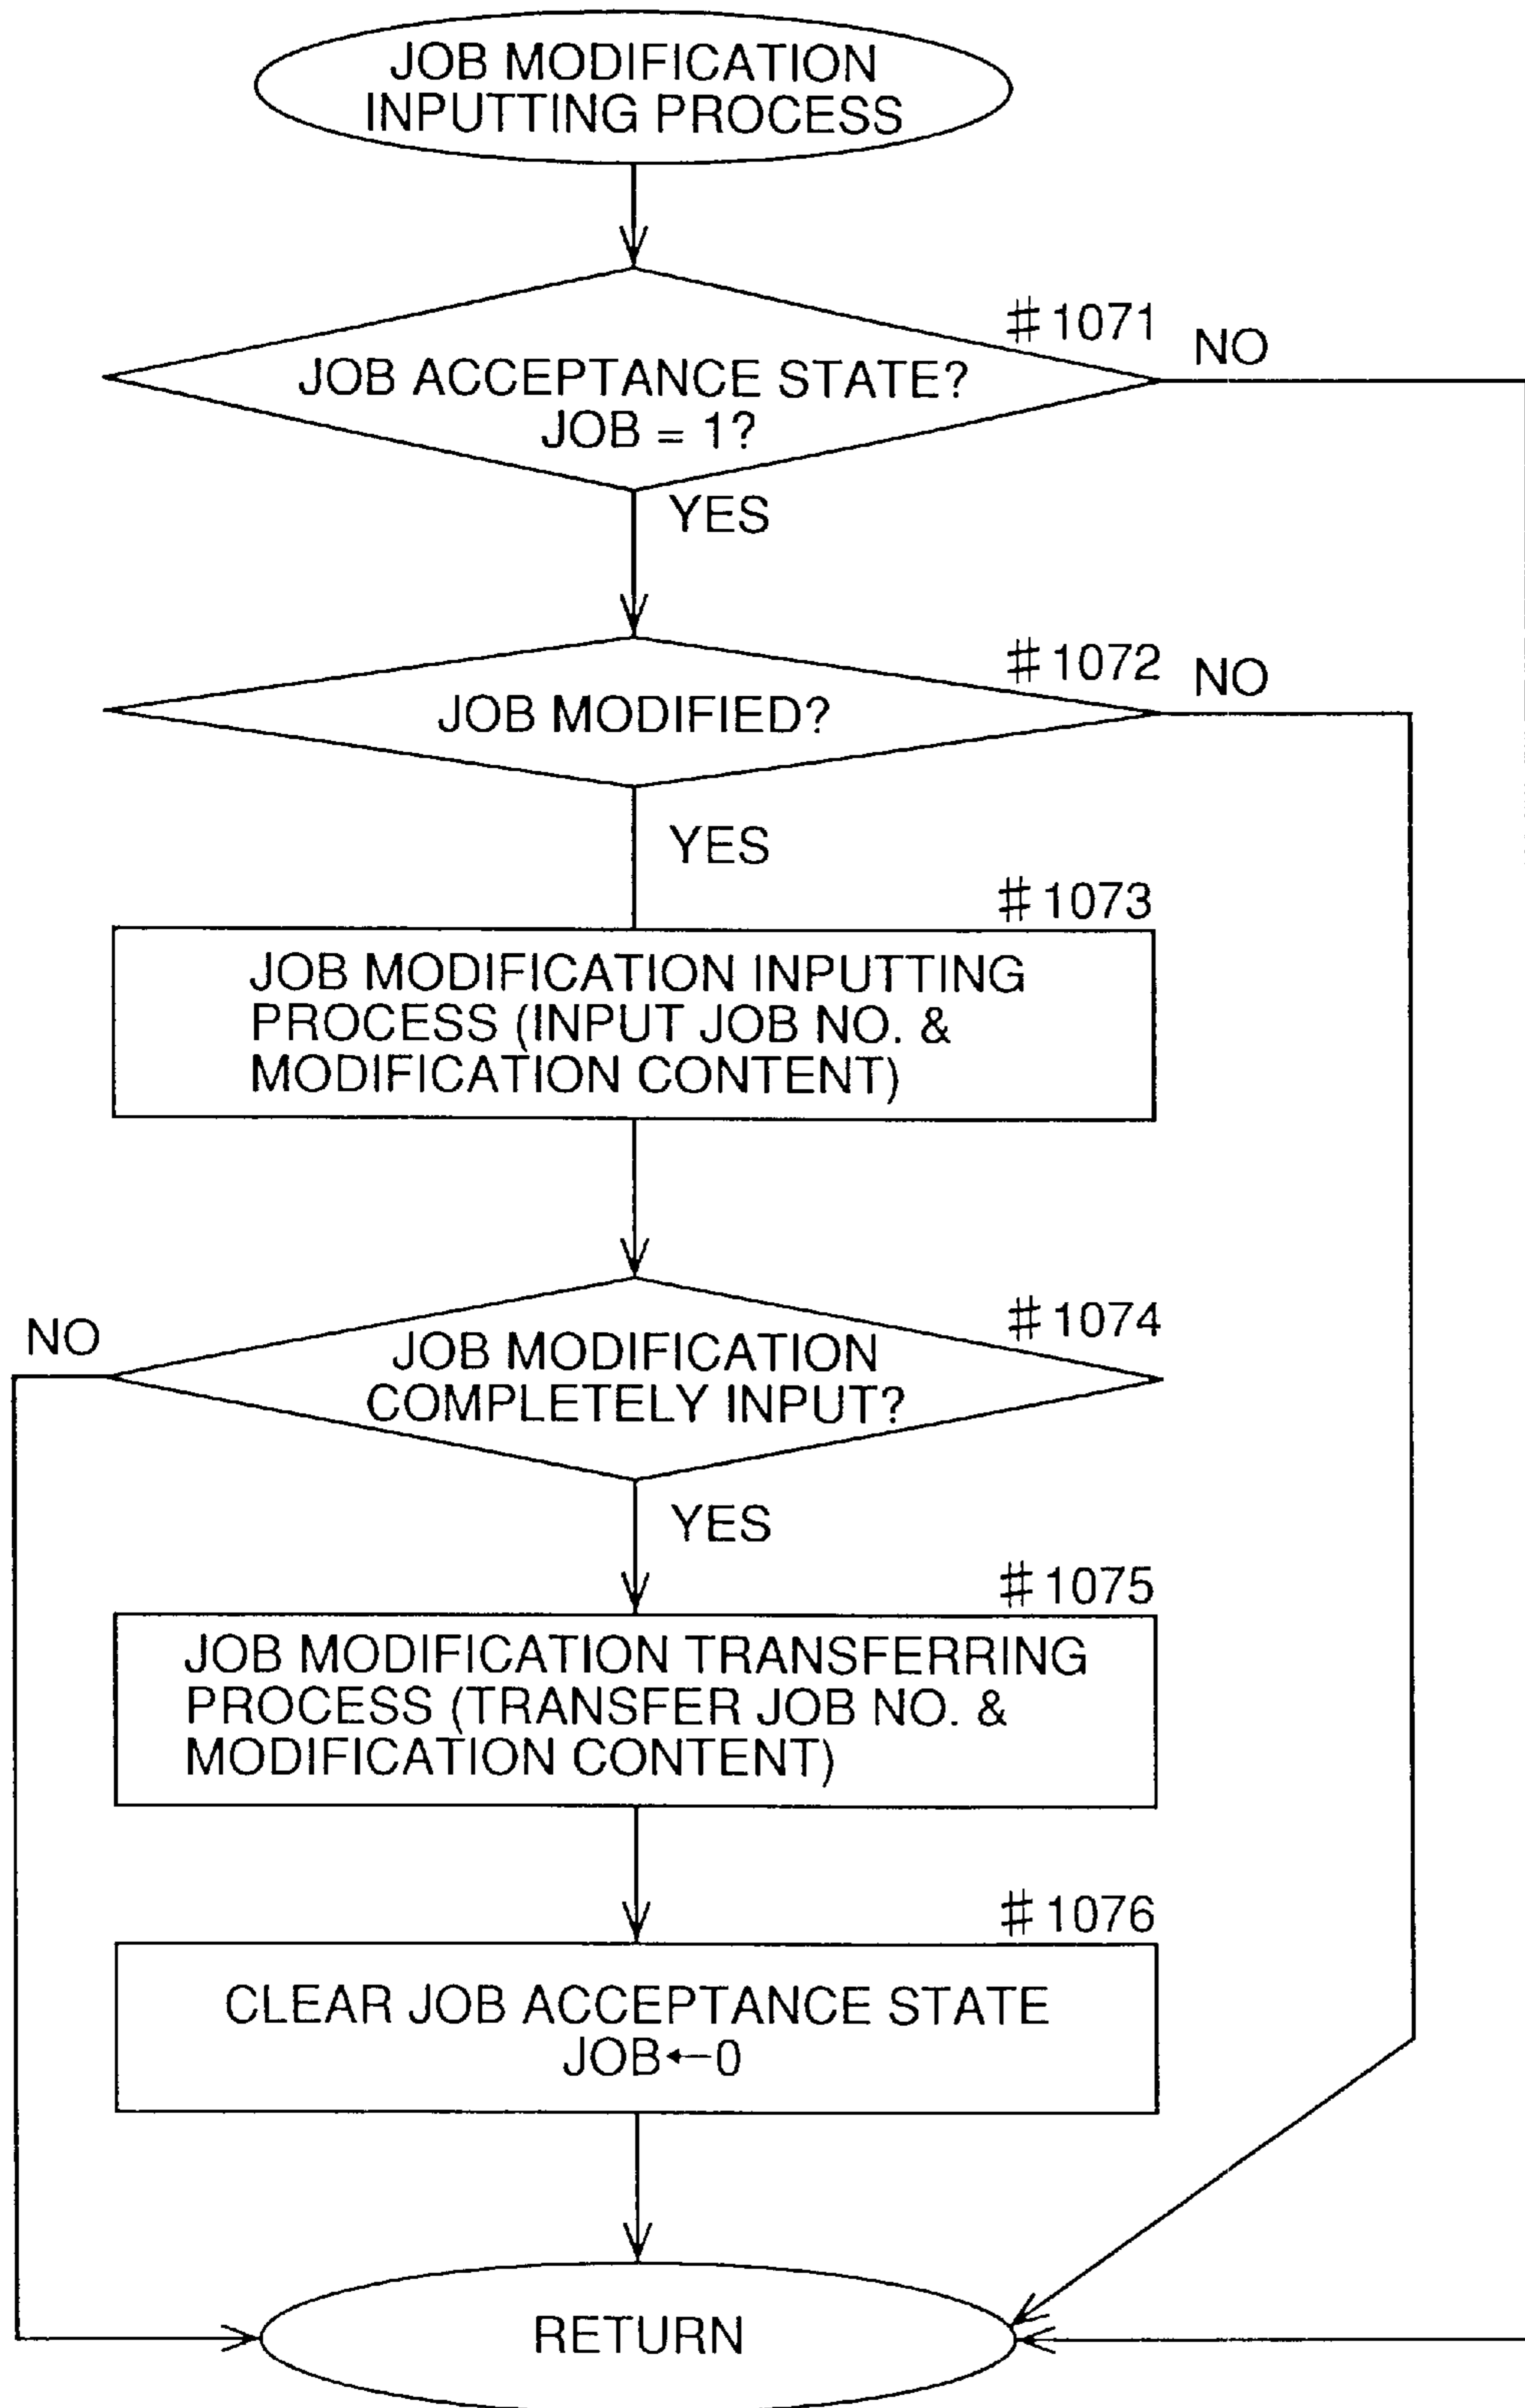 JOB MODIFICATION
INPUTTING PROCESS
#1071
NO
JOB ACCEPTANCE STATE?
JOB = 1?
YES
#1072
NO
JOB MODIFIED?
YES
#1073
JOB MODIFICATION INPUTTING
PROCESS (INPUT JOB NO. &
MODIFICATION CONTENT)
#1074
NO
JOB MODIFICATION
COMPLETELY INPUT?
YES
#1075
JOB MODIFICATION TRANSFERRING
PROCESS (TRANSFER JOB NO. &
MODIFICATION CONTENT)
#1076
CLEAR JOB ACCEPTANCE STATE
JOB←0
RETURN